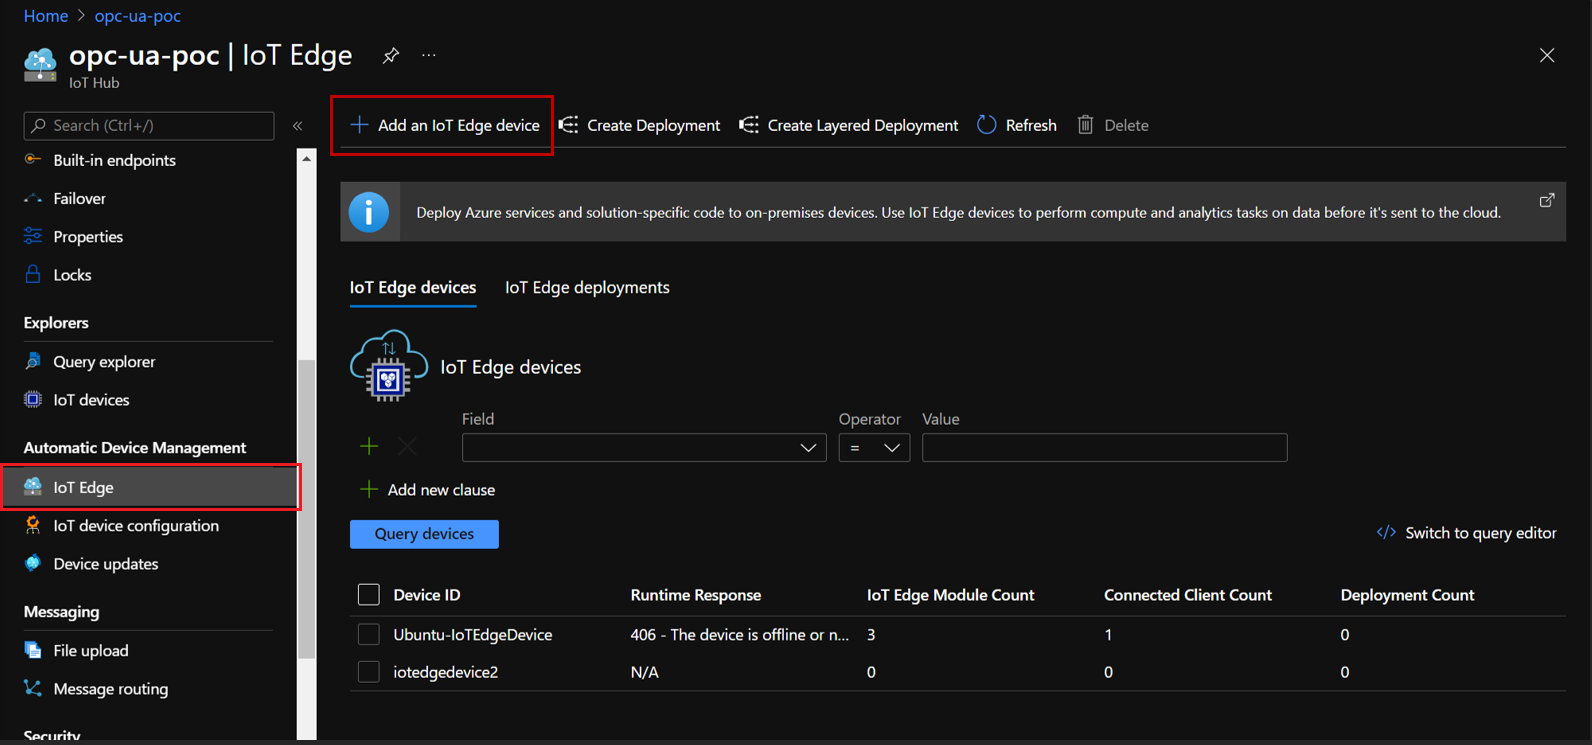 Home > opc-ua-poc
opc-ua-poc | IoT Edge ...
IoT Hub
Search (Ctrl+/)
«
Built-in endpoints
Failover
Properties
Locks
Explorers
Query explorer
IoT devices
Automatic Device Management
IoT Edge
IoT device configuration
Device updates
Messaging
File upload
Message routing
Security
Add an IoT Edge device Create Deployment Create Layered Deployment Refresh Delete
Deploy Azure services and solution-specific code to on-premises devices. Use IoT Edge devices to perform compute and analytics tasks on data before it's sent to the cloud.
IoT Edge devices IoT Edge deployments
IoT Edge devices
Field Operator Value
=
Add new clause
Query devices </> Switch to query editor
Device ID Runtime Response IoT Edge Module Count Connected Client Count Deployment Count
Ubuntu-IoTEdgeDevice 406 - The device is offline or n... 3 1 0
iotedgedevice2 N/A 0 0 0